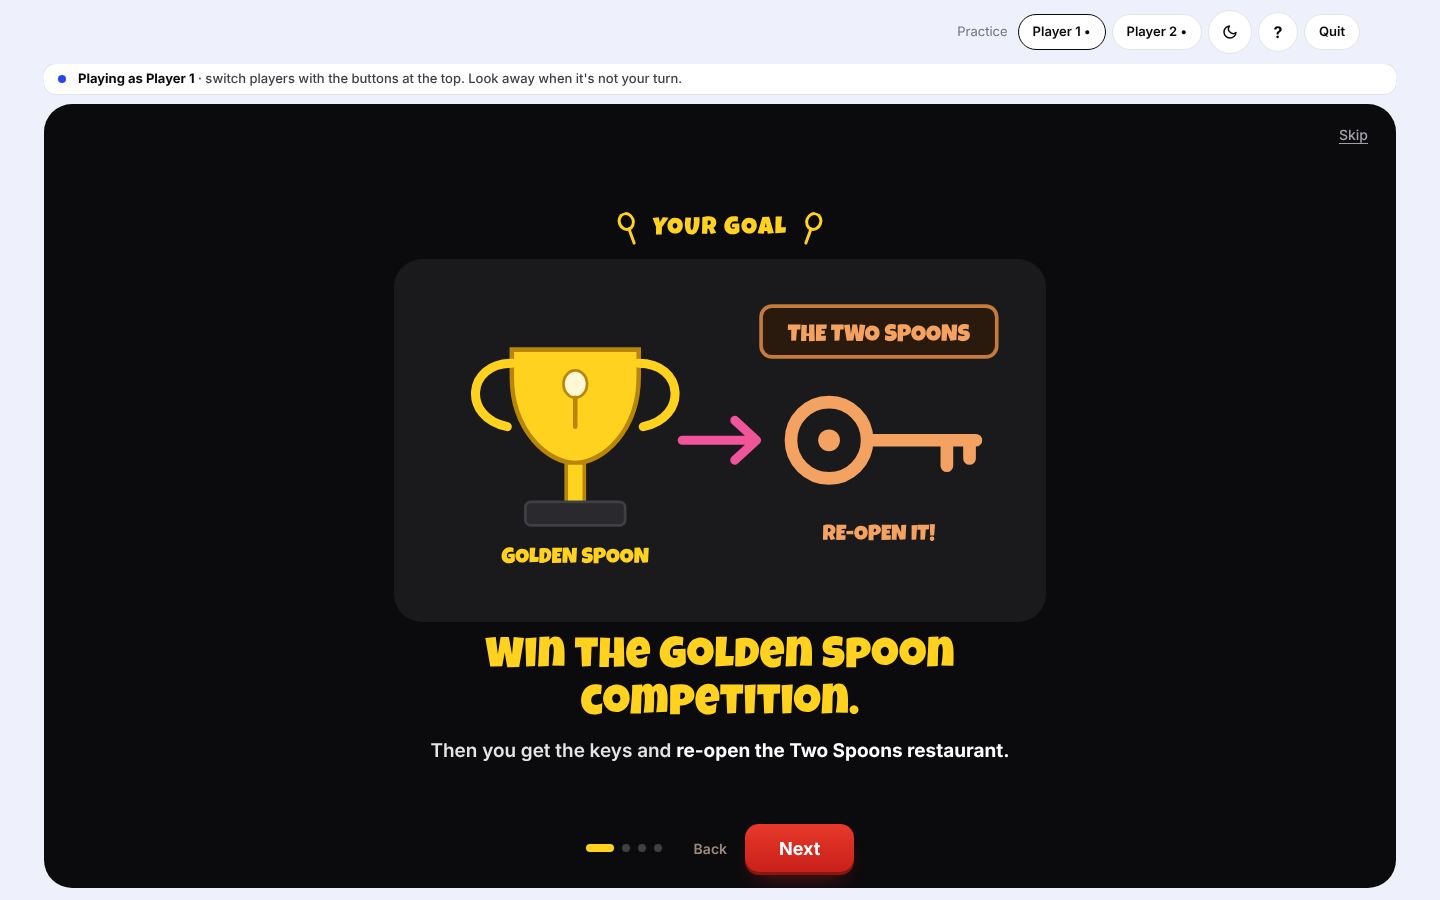 Practice
Player 1 •
Player 2 •
?
Quit
Playing as Player 1 · switch players with the buttons at the top. Look away when it's not your turn.
Skip
YOUR GOAL
THE TWO SPOONS
RE-OPEN IT!
GOLDEN SPOON
Win the Golden Spoon
competition.
Then you get the keys and re-open the Two Spoons restaurant.
Back
Next